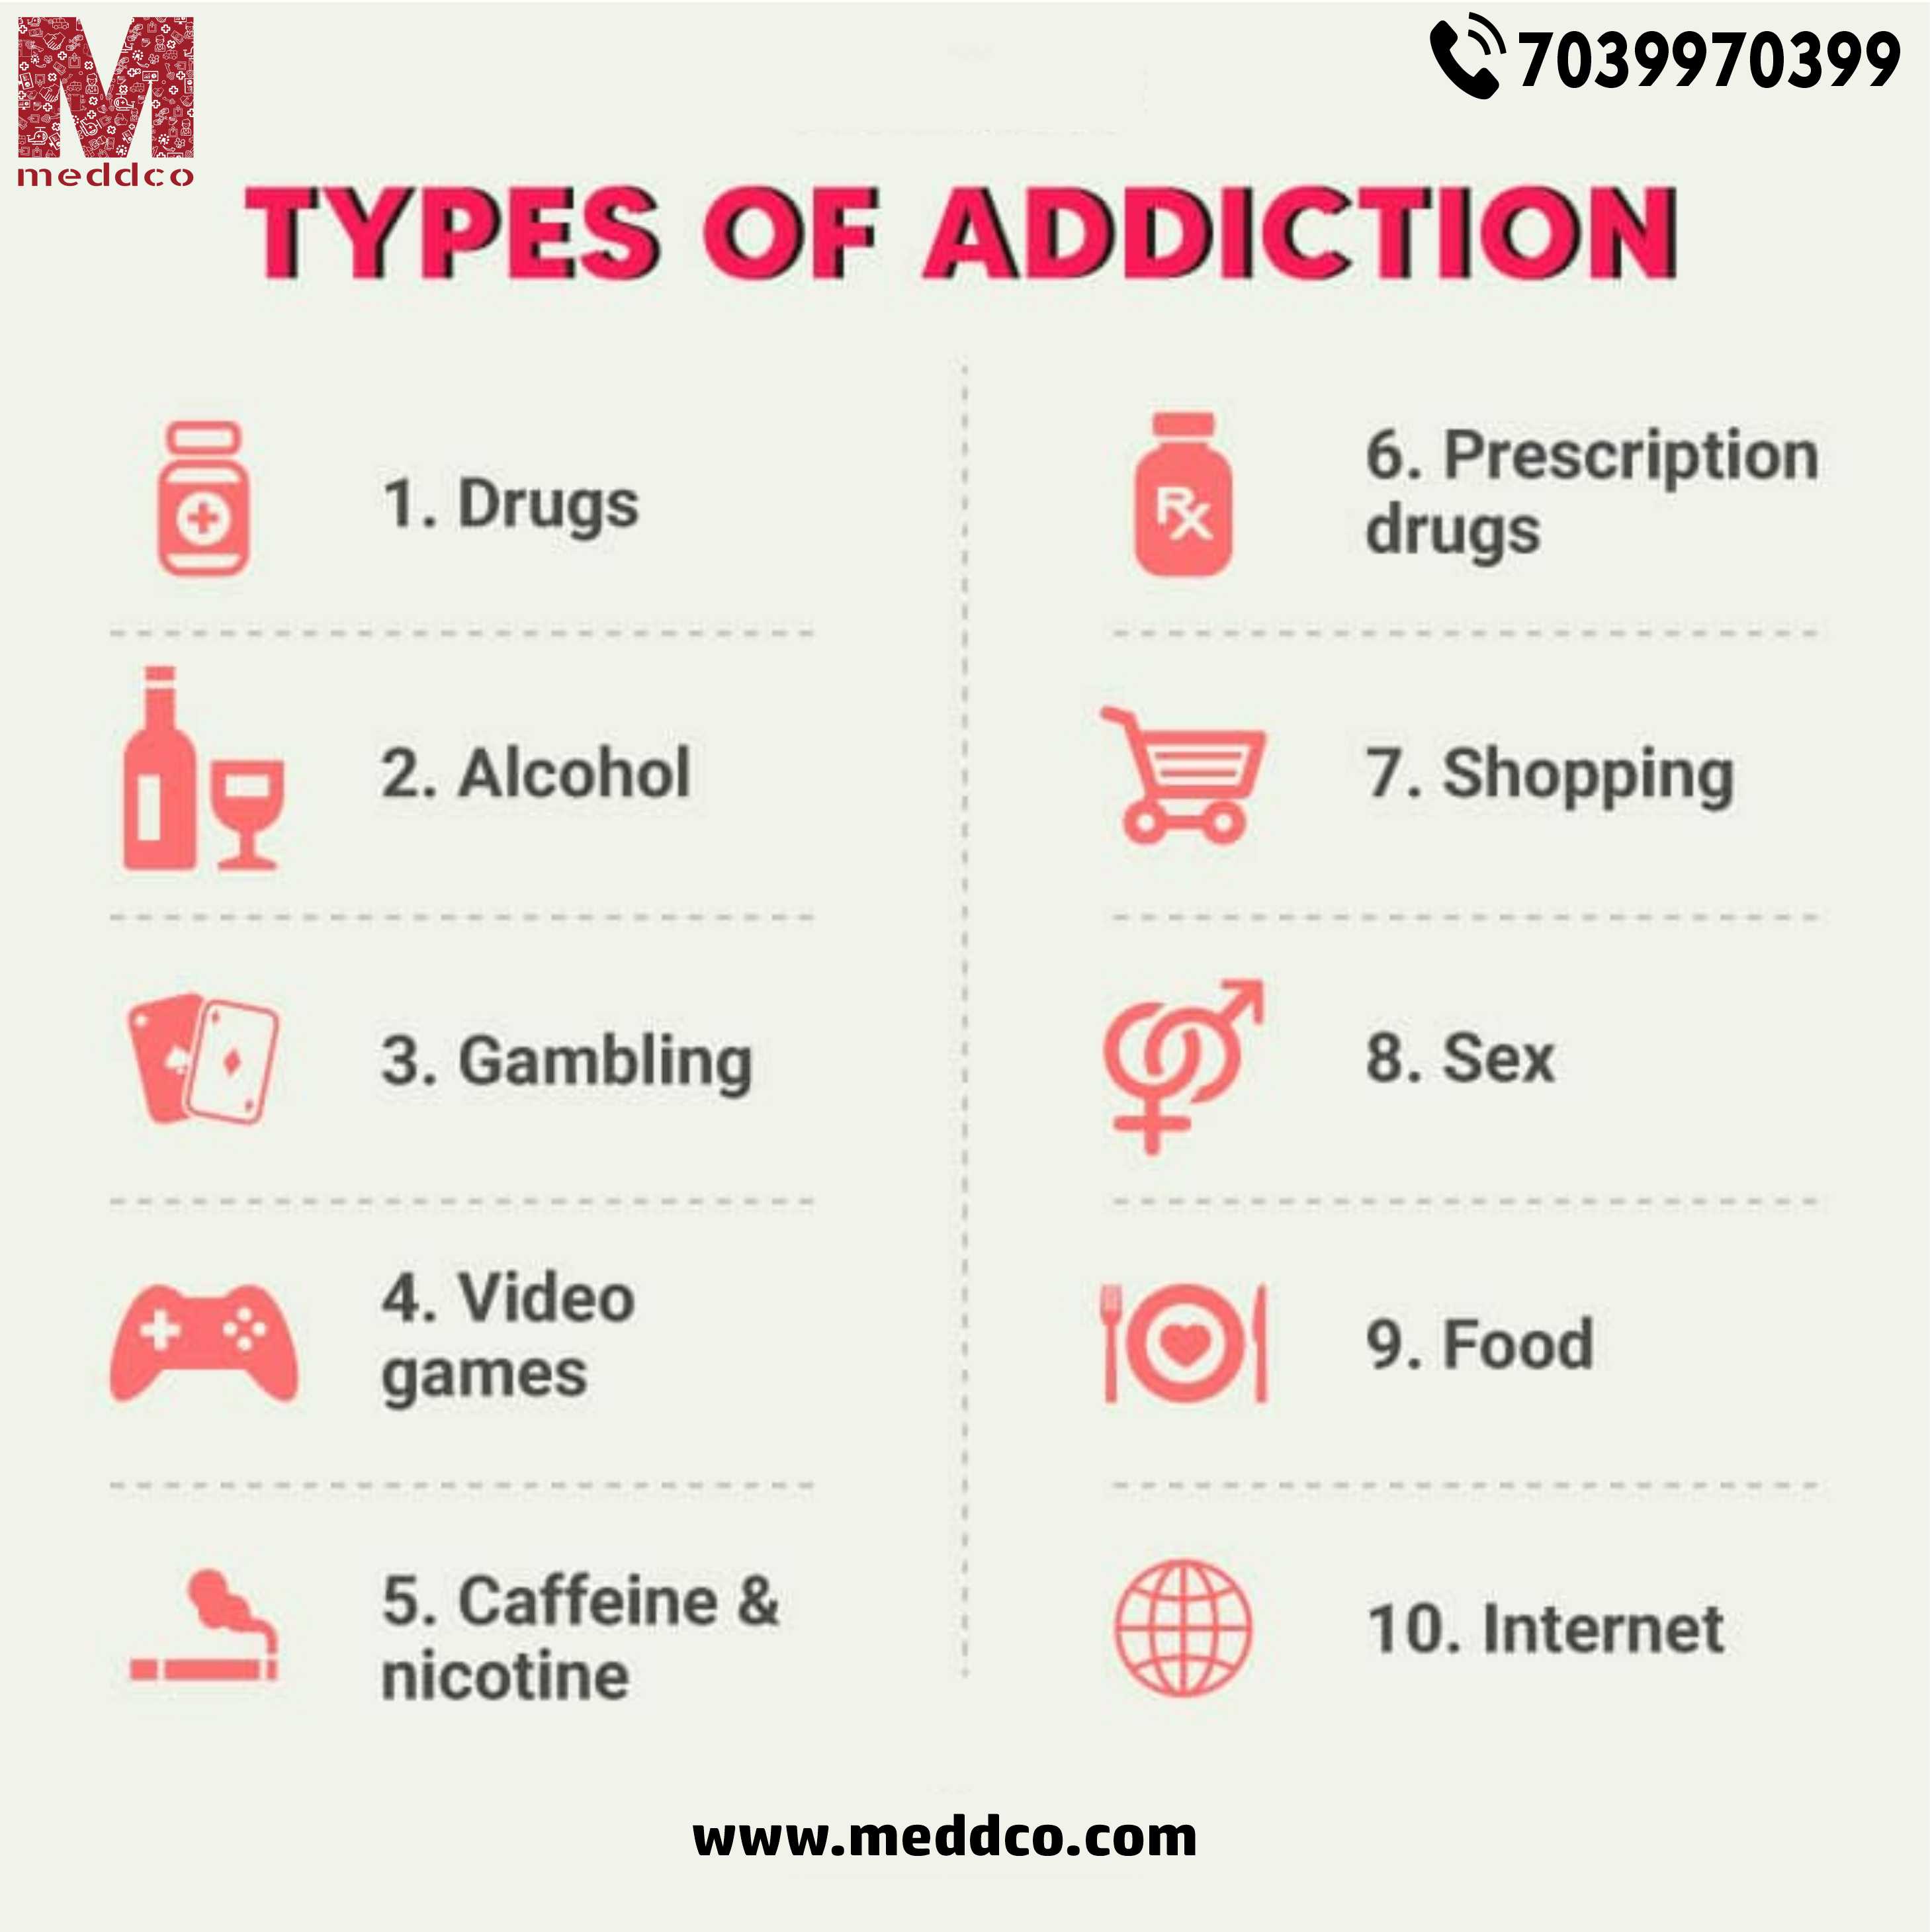 meddco
7039970399
TYPES OF ADDICTION
1. Drugs
2. Alcohol
3. Gambling
4. Video
games
5. Caffeine &
nicotine
Rx
6. Prescription
drugs
7. Shopping
8. Sex
9. Food
10. Internet
www.meddco.com